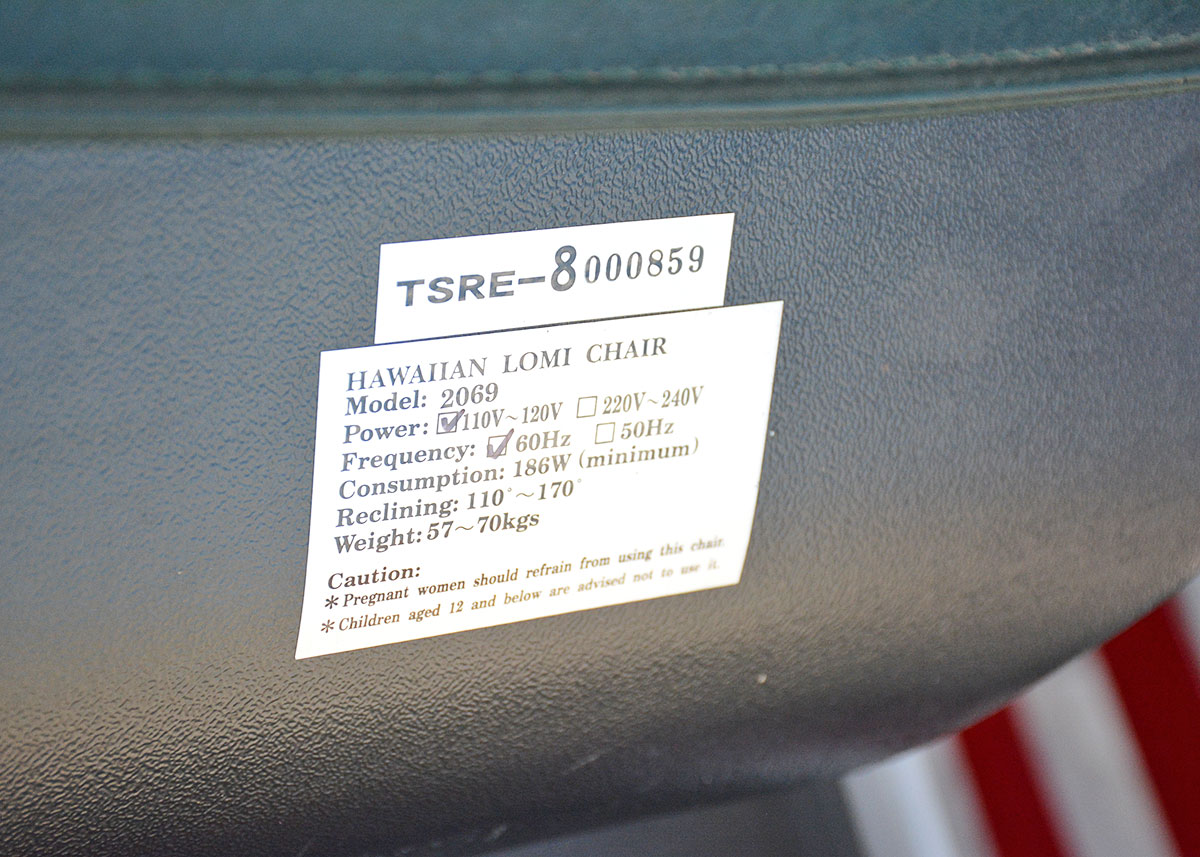 TSRE-8000859
HAWAIIAN LOMI CHAIR
Model: 2069
Power: ☑110V~120V ☐220V~240V
Frequency: ☑60Hz ☐50Hz
Consumption: 186W (minimum)
Reclining: 110°~170°
Weight: 57~70kgs
Caution:
*Pregnant women should refrain from using this chair.
*Children aged 12 and below are advised not to use it.